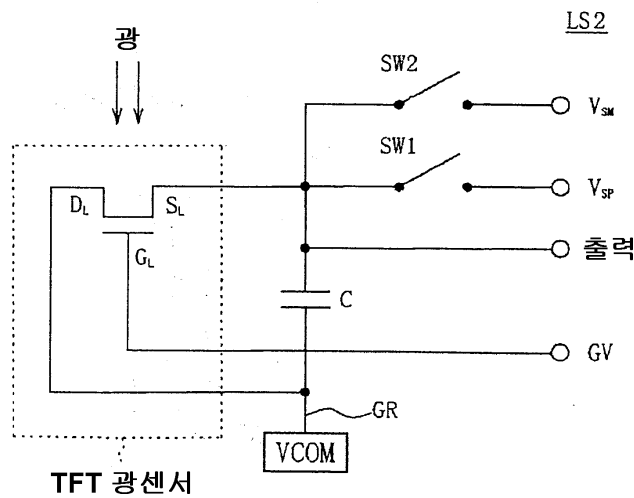 LS2
광
SW2
V_SM
SW1
V_SP
D_L
S_L
출력
G_L
C
GV
GR
VCOM
TFT 광센서